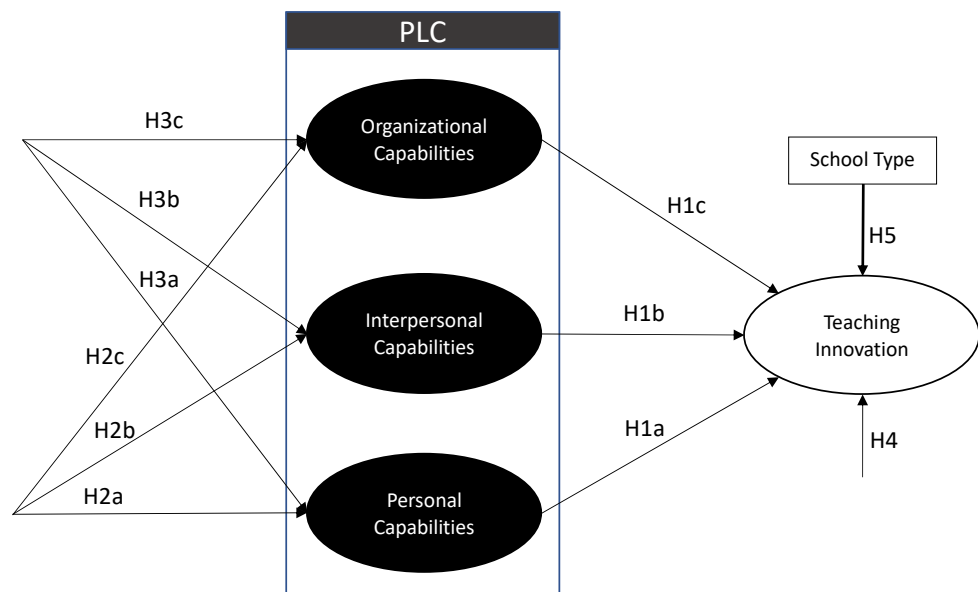 PLC
H3c
Organizational
Capabilities
School Type
H3b
H1c
H5
H3a
Interpersonal
Capabilities
H1b
Teaching
Innovation
H2c
H2b
H1a
H4
H2a
Personal
Capabilities